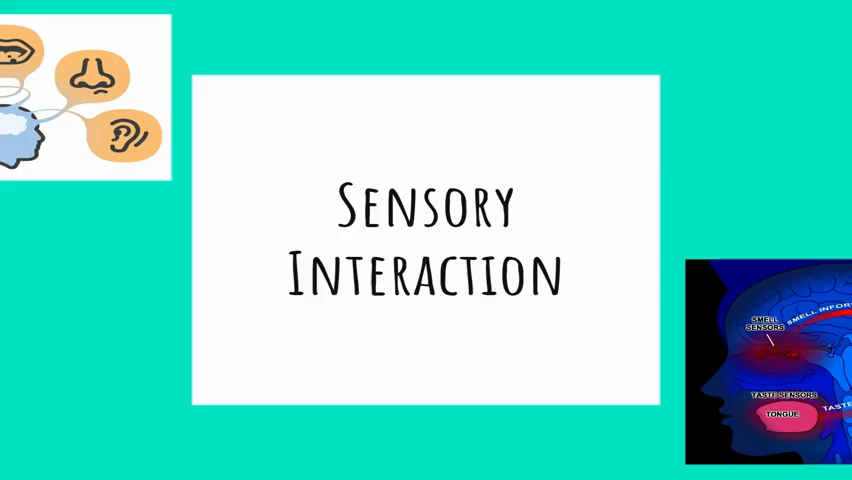 Sensory
Interaction
SMELL
SENSORS
SMELL INFOR
TASTE SENSORS
TONGUE
TASTE